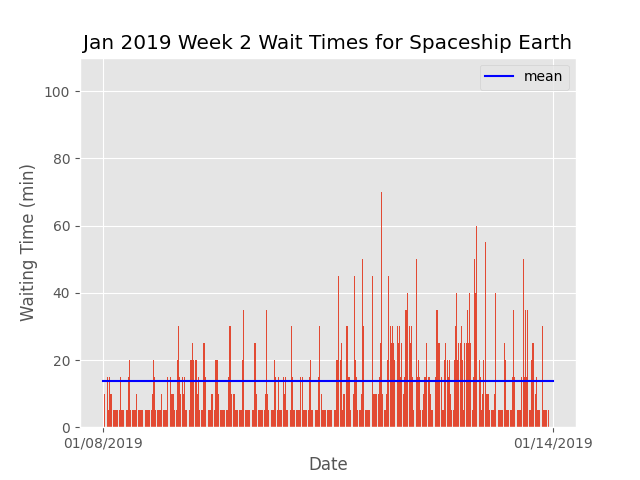 Jan 2019 Week 2 Wait Times for Spaceship Earth
mean
100
80
60
40
20
0
Waiting Time (min)
01/08/2019
01/14/2019
Date